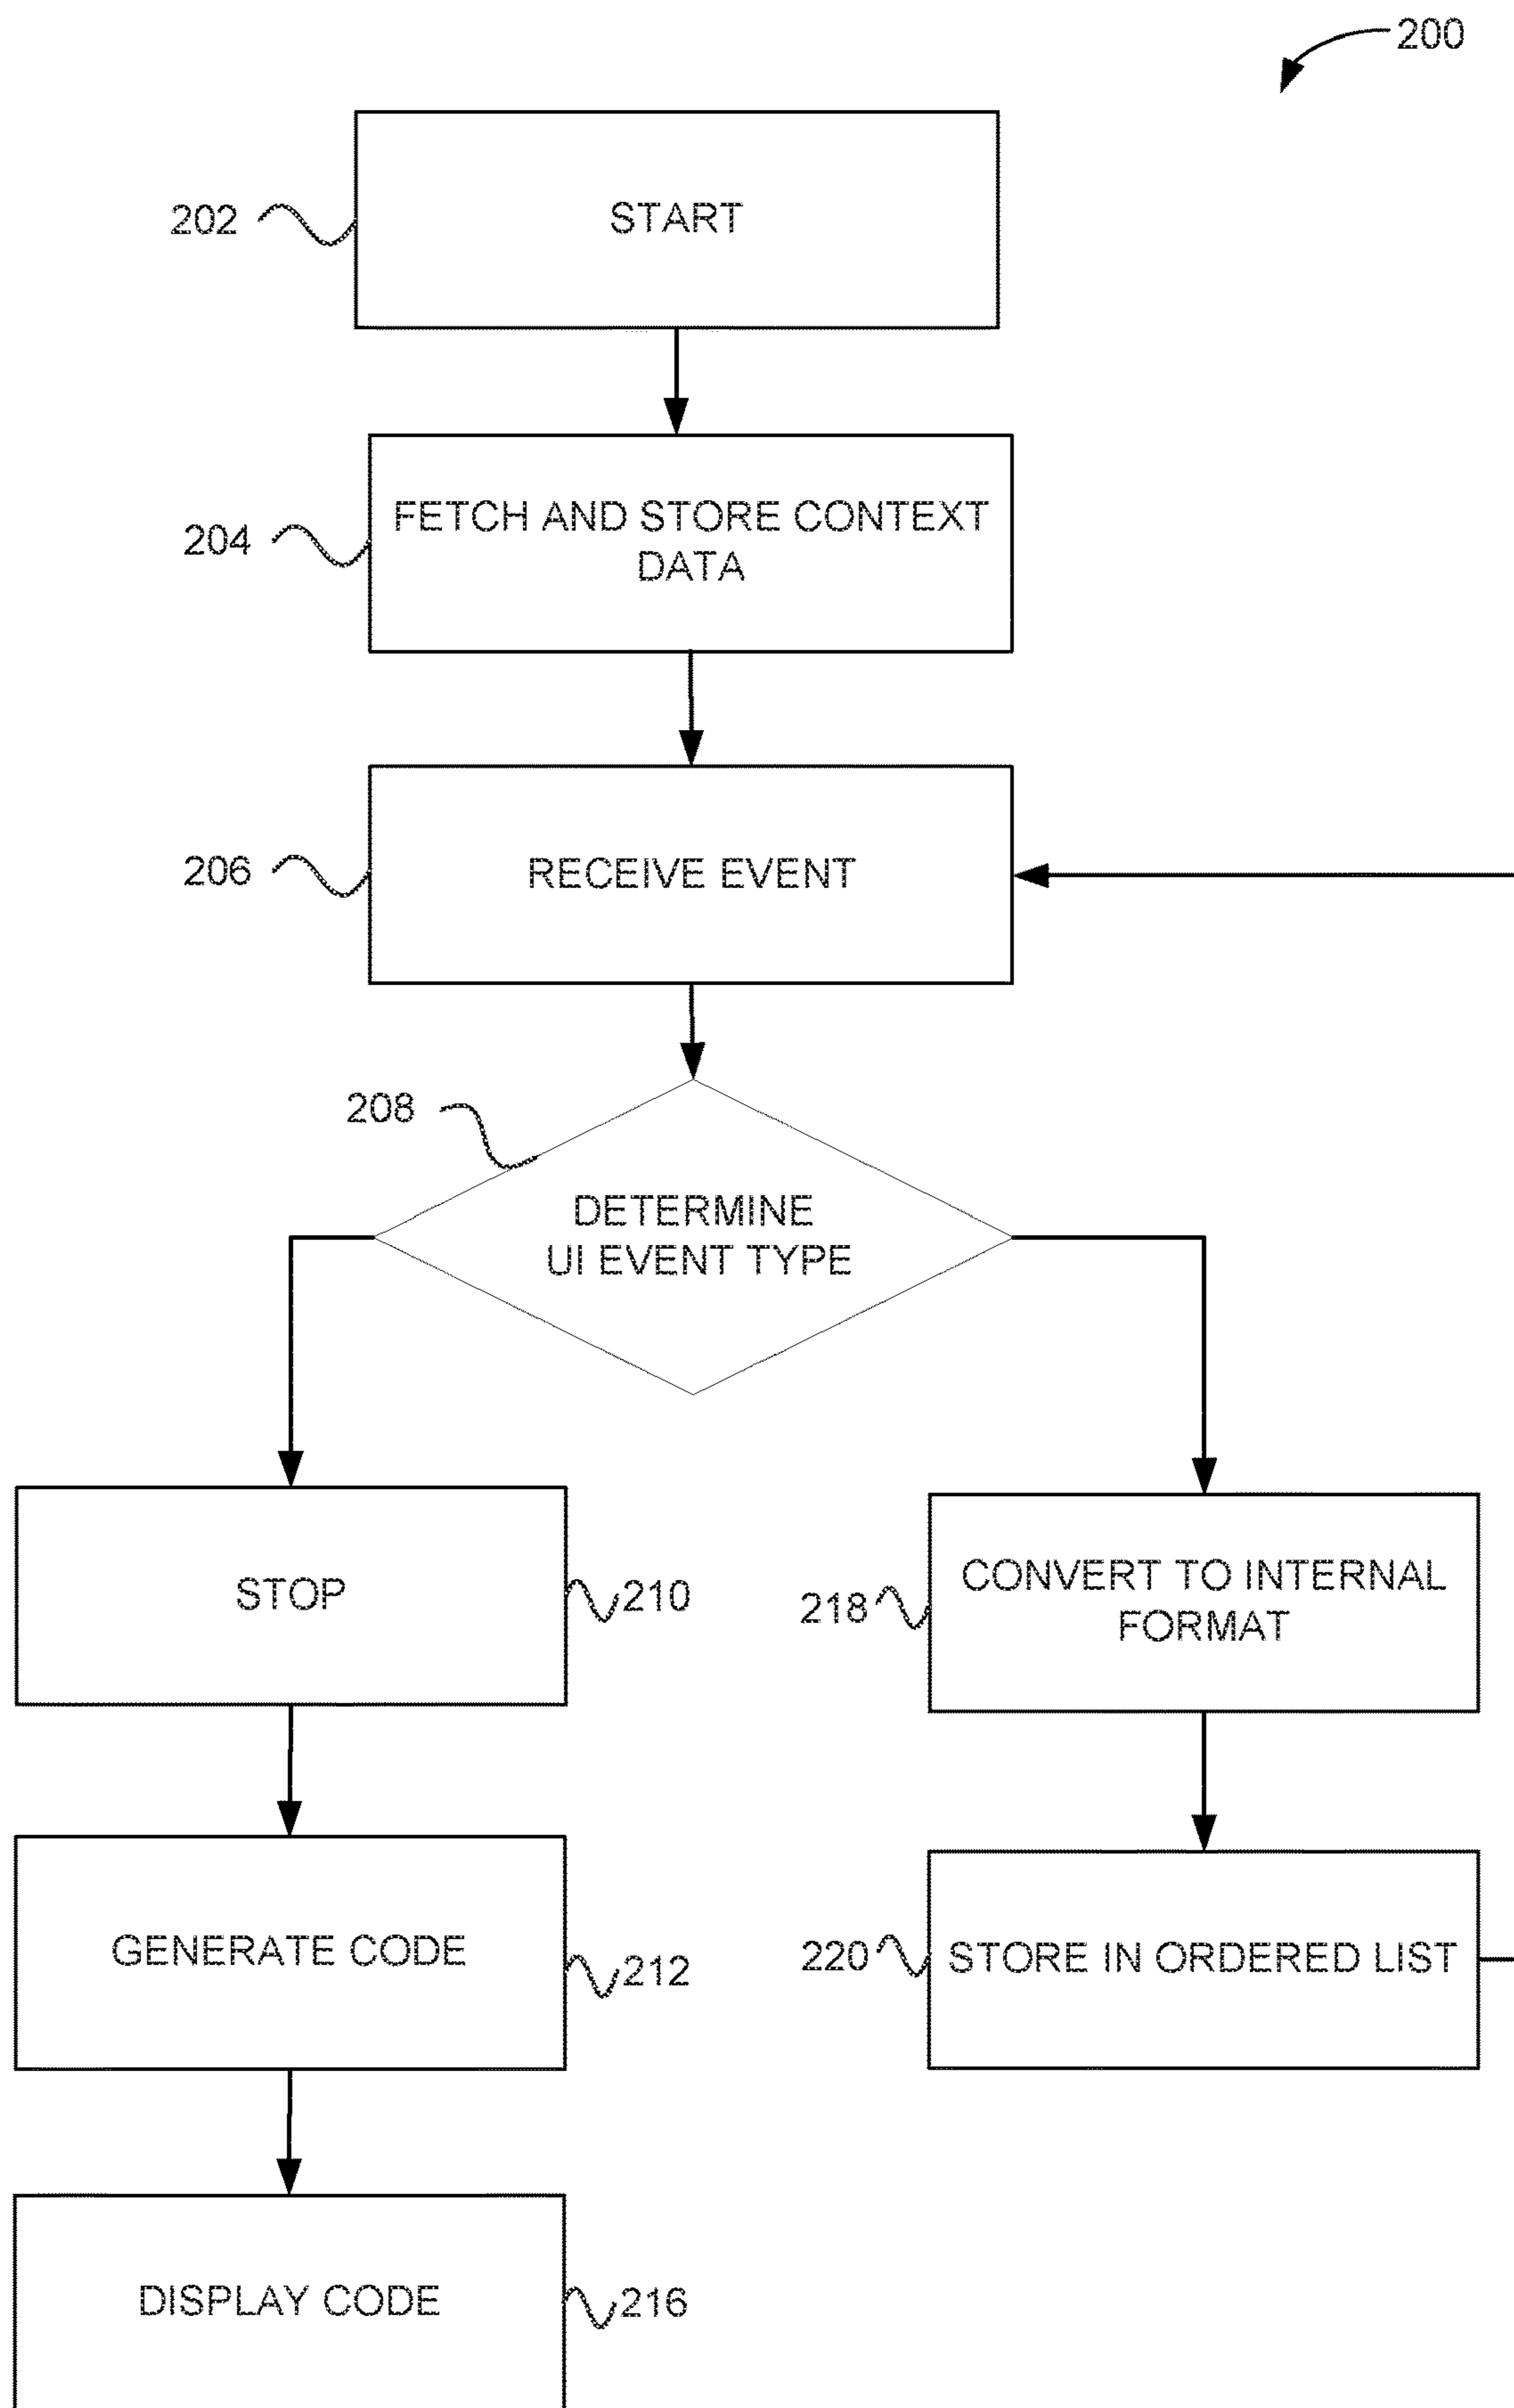 200
202
START
204
FETCH AND STORE CONTEXT
DATA
206
RECEIVE EVENT
208
DETERMINE
UI EVENT TYPE
STOP
210
218
CONVERT TO INTERNAL
FORMAT
GENERATE CODE
212
220
STORE IN ORDERED LIST
DISPLAY CODE
216